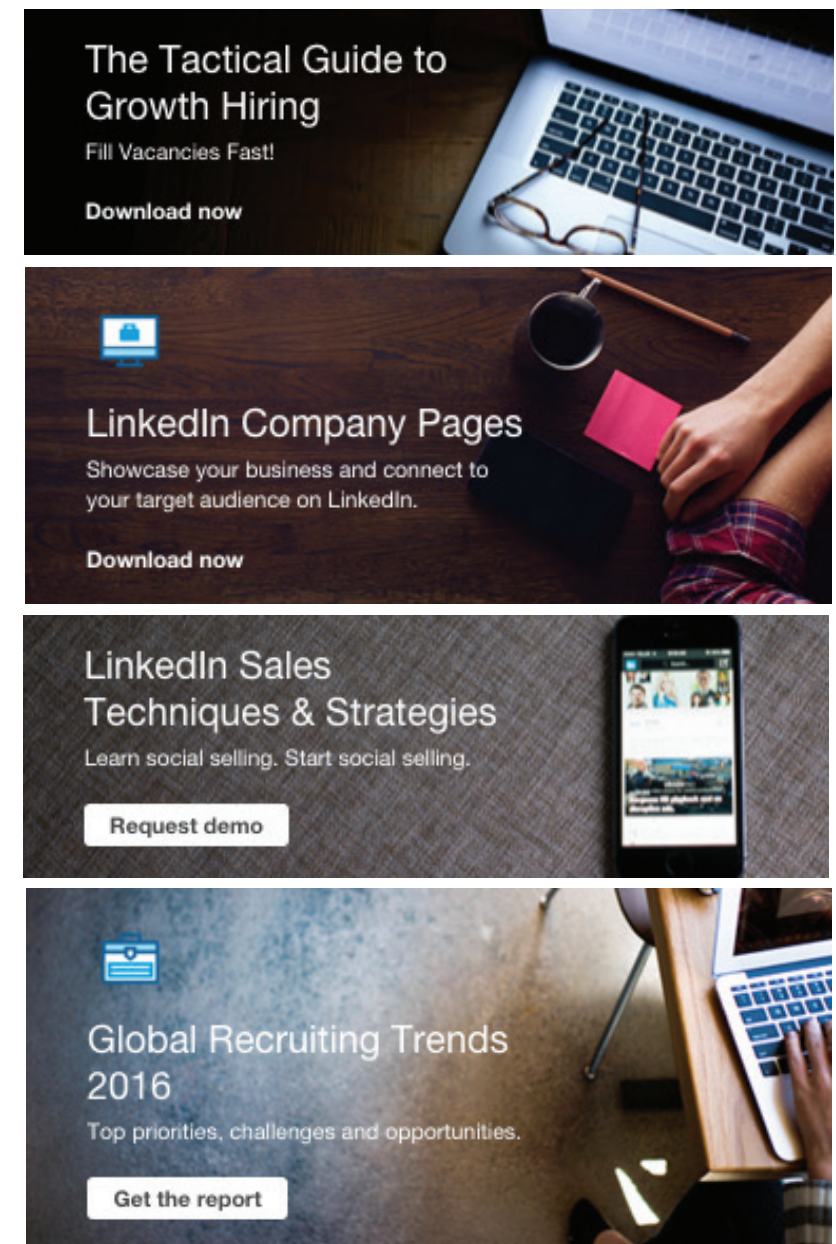 The Tactical Guide to
Growth Hiring
Fill Vacancies Fast!
Download now
LinkedIn Company Pages
Showcase your business and connect to
your target audience on LinkedIn.
Download now
LinkedIn Sales
Techniques & Strategies
Learn social selling. Start social selling.
Request demo
Global Recruiting Trends
2016
Top priorities, challenges and opportunities.
Get the report